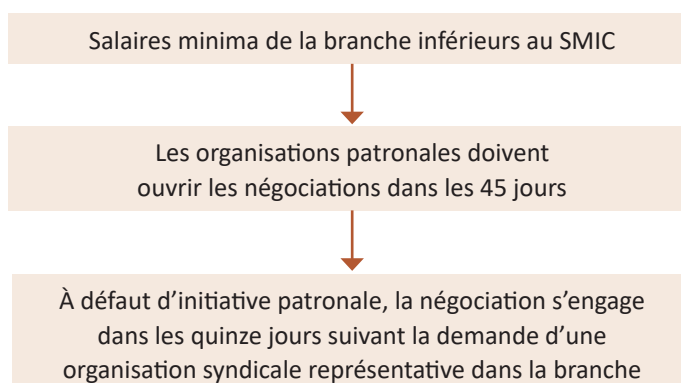 Salaires minima de la branche inférieurs au SMIC
Les organisations patronales doivent
ouvrir les négociations dans les 45 jours
À défaut d’initiative patronale, la négociation s’engage
dans les quinze jours suivant la demande d’une
organisation syndicale représentative dans la branche